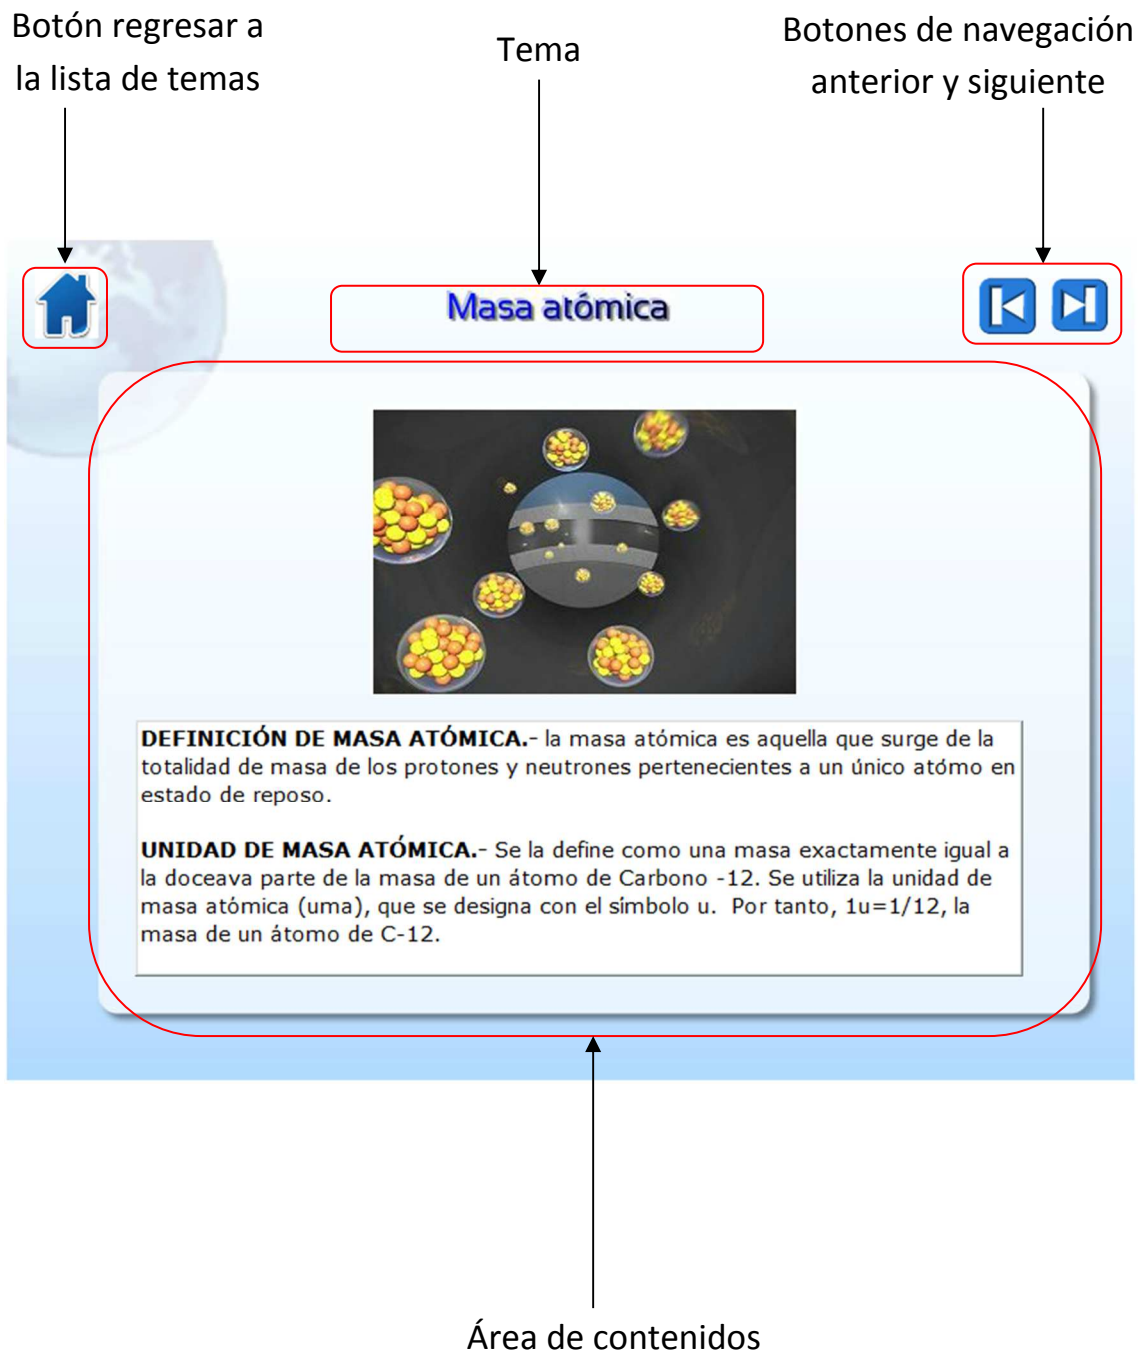 Botón regresar a
la lista de temas
Tema
Botones de navegación
anterior y siguiente
Masa atómica
DEFINICIÓN DE MASA ATÓMICA.- la masa atómica es aquella que surge de la
totalidad de masa de los protones y neutrones pertenecientes a un único atómo en
estado de reposo.
UNIDAD DE MASA ATÓMICA.- Se la define como una masa exactamente igual a
la doceava parte de la masa de un átomo de Carbono -12. Se utiliza la unidad de
masa atómica (uma), que se designa con el símbolo u.  Por tanto, 1u=1/12, la
masa de un átomo de C-12.
Área de contenidos